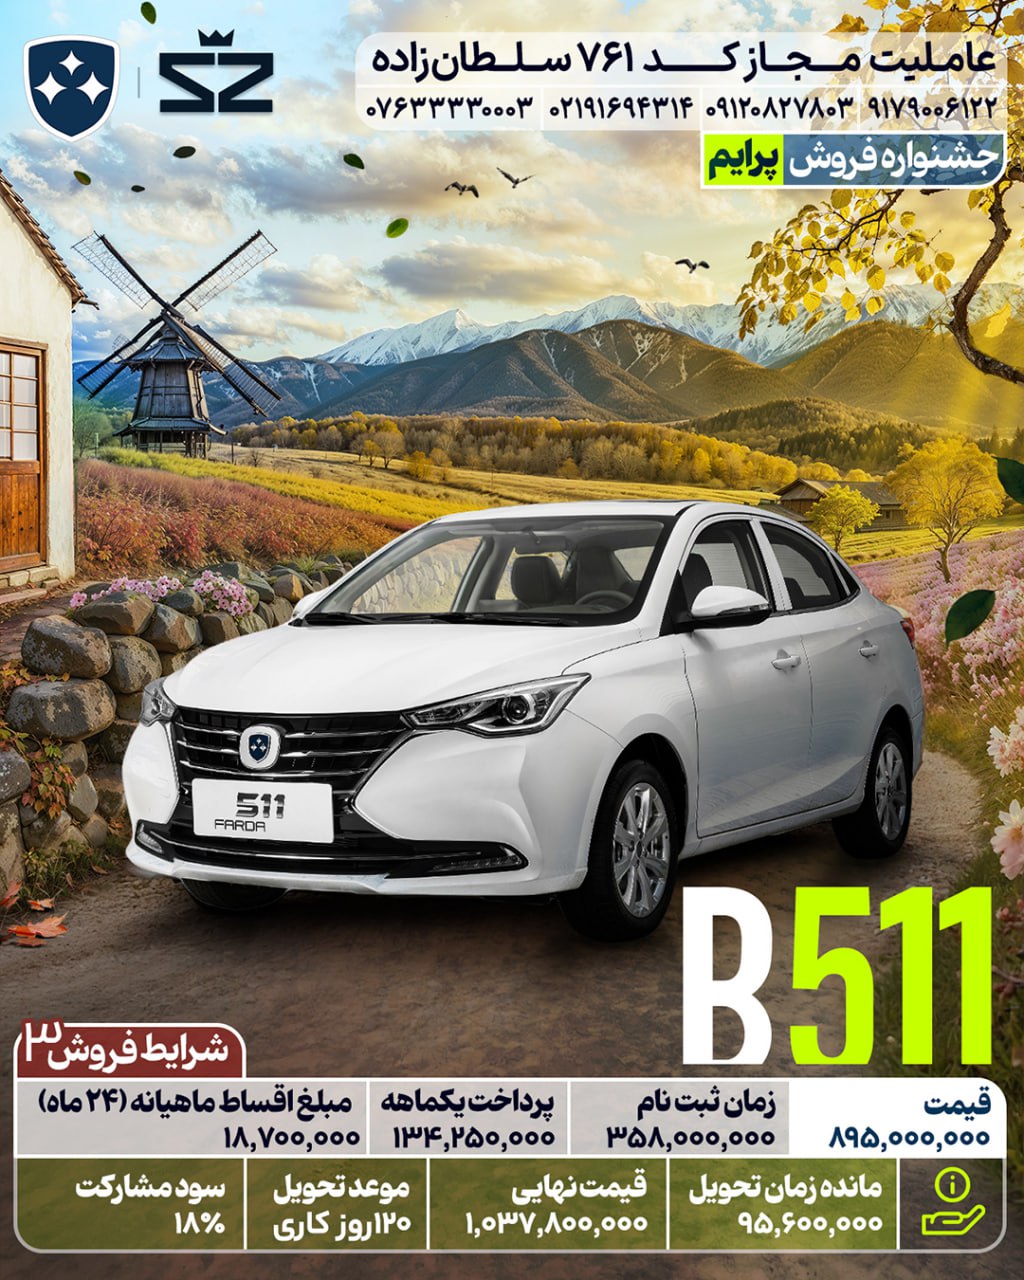 SZ
عاملیت مجاز کد ۷۶۱ سلطان‌زاده
۹۱۷۹۰۰۶۱۲۲ ۰۹۱۲۰۸۲۷۸۰۳ ۰۲۱۹۱۶۹۴۳۱۴ ۰۷۶۳۳۳۳۰۰۰۳
جشنواره فروش پرایم
511
FARDA
B511
شرایط فروش۳
قیمت
۸۹۵,۰۰۰,۰۰۰
زمان ثبت نام
۳۵۸,۰۰۰,۰۰۰
پرداخت یکماهه
۱۳۴,۲۵۰,۰۰۰
مبلغ اقساط ماهیانه (۲۴ ماه)
۱۸,۷۰۰,۰۰۰
مانده زمان تحویل
۹۵,۶۰۰,۰۰۰
قیمت نهایی
۱,۰۳۷,۸۰۰,۰۰۰
موعد تحویل
۱۲۰روز کاری
سود مشارکت
۱۸%